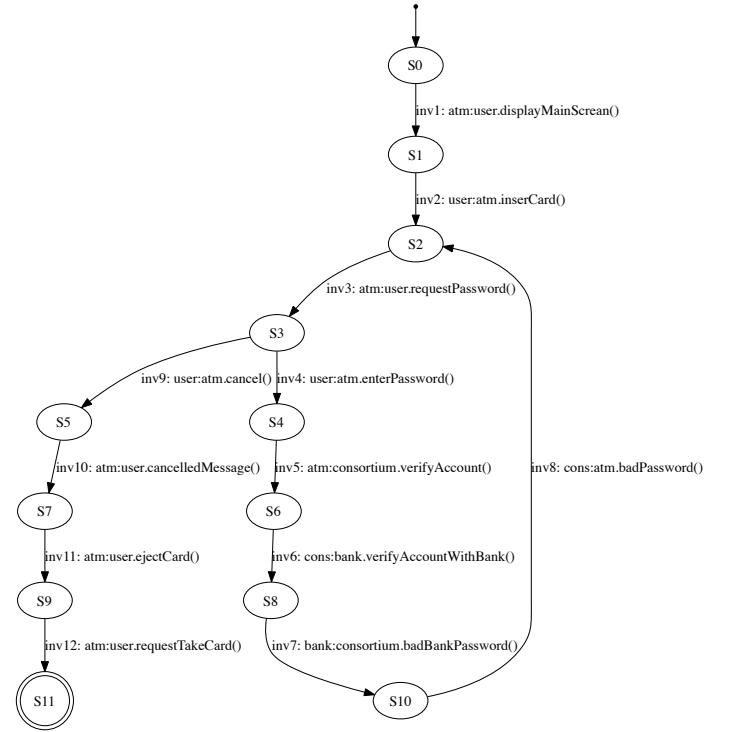 S0
inv1: atm:user.displayMainScrean()
S1
inv2: user:atm.inserCard()
S2
inv3: atm:user.requestPassword()
S3
inv9: user:atm.cancel()
inv4: user:atm.enterPassword()
S5
S4
inv10: atm:user.cancelledMessage()
inv5: atm:consortium.verifyAccount()
inv8: cons:atm.badPassword()
S7
S6
inv11: atm:user.ejectCard()
inv6: cons:bank.verifyAccountWithBank()
S9
S8
inv12: atm:user.requestTakeCard()
inv7: bank:consortium.badBankPassword()
S11
S10